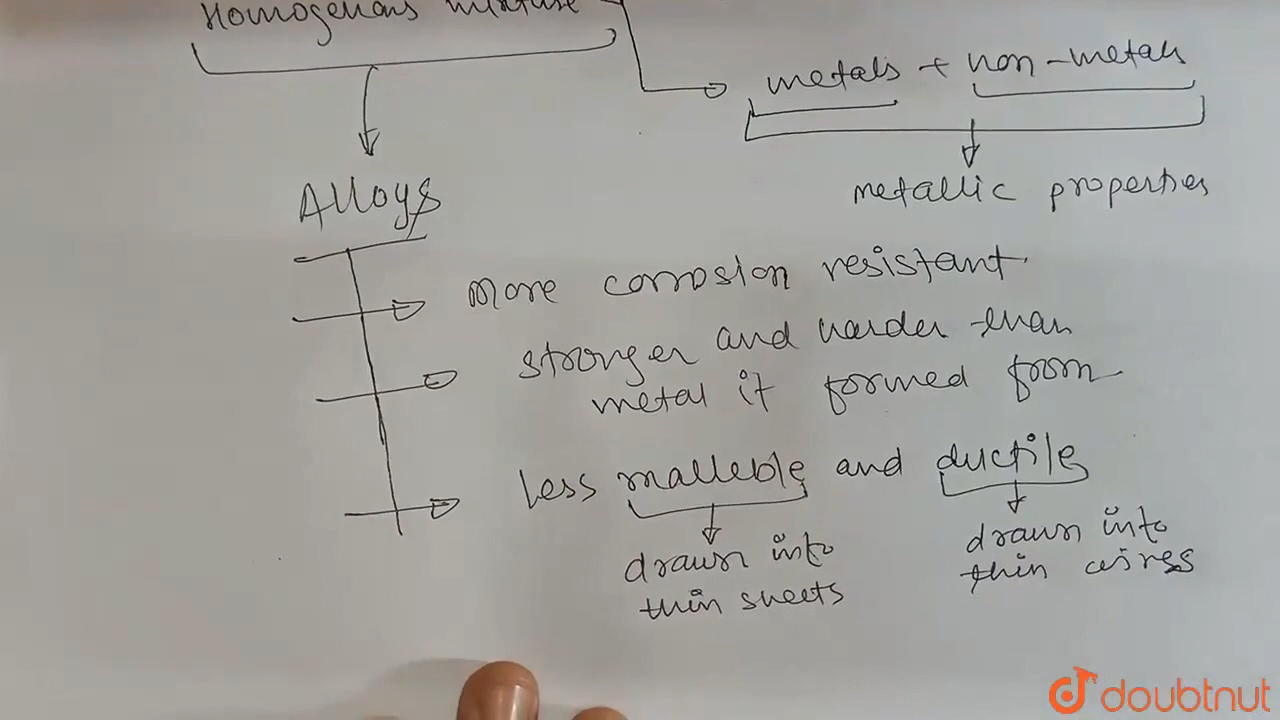 Homogenous mixture
metals + non-metals
metallic properties
Alloys
More corrosion resistant
stronger and harder than
metal it formed from
Less malleble and ductile
drawn into
thin sheets
drawn into
thin wires
doubtnut